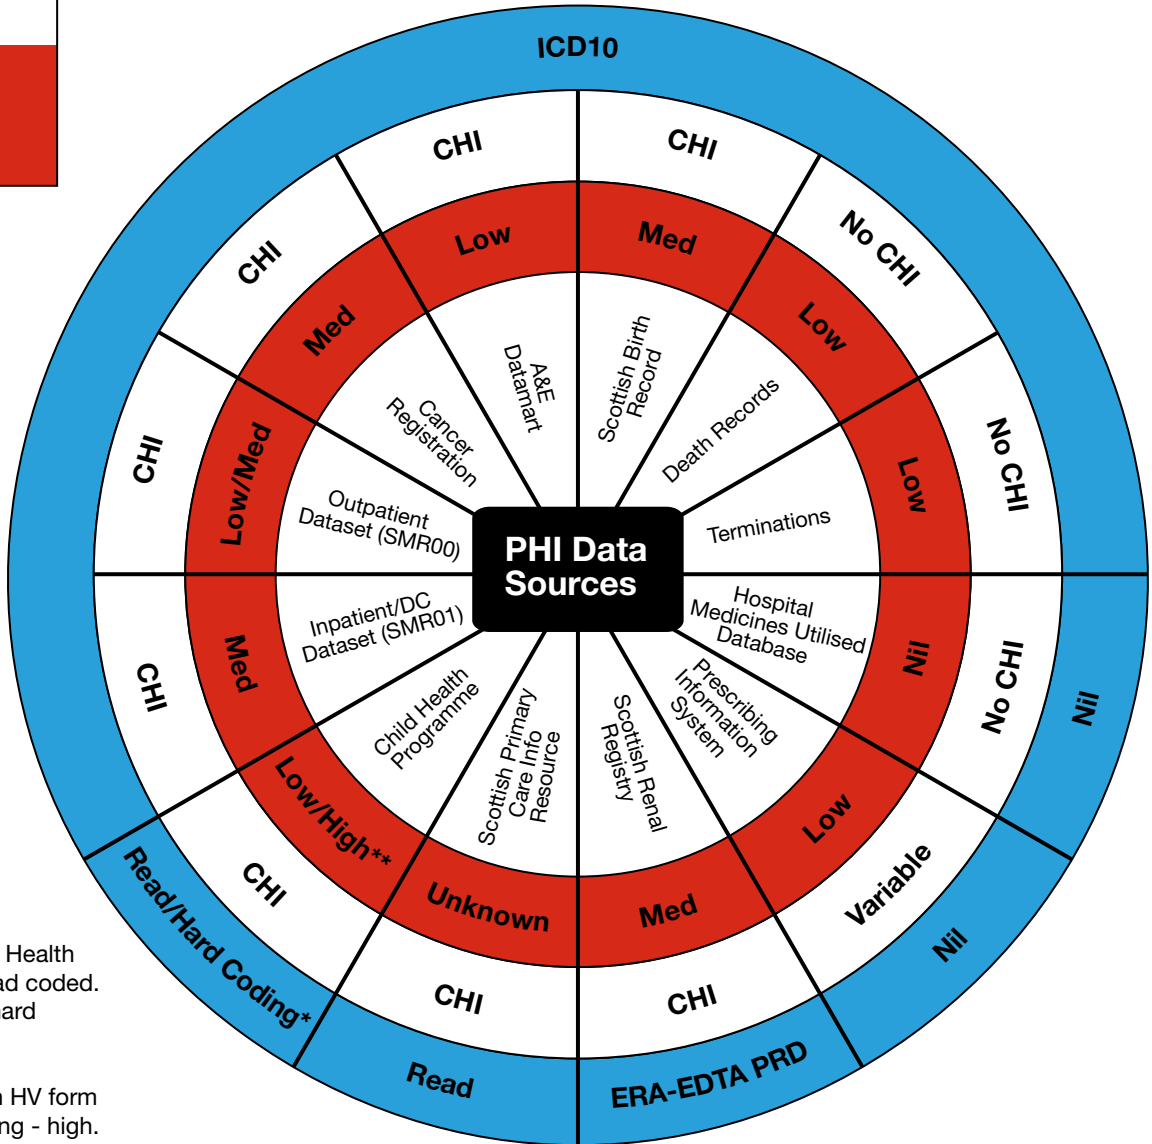 ICD10
CHI
CHI
No CHI
No CHI
No CHI
Variable
CHI
CHI
CHI
CHI
CHI
CHI
Low
Med
Low
Low
Nil
Low
Med
Unknown
Low/High**
Med
Low/Med
Med
A&E
Datamart
Scottish Birth
Record
Death Records
Terminations
Hospital
Medicines Utilised
Database
Prescribing
Information
System
Scottish Renal
Registry
Scottish Primary
Care Info
Resource
Child Health
Programme
Inpatient/DC
Dataset (SMR01)
Outpatient
Dataset (SMR00)
Cancer
Registration
PHI Data
Sources
Nil
Nil
ERA-EDTA PRD
Read
Read/Hard Coding*
Health
coded.
HV form
- high.